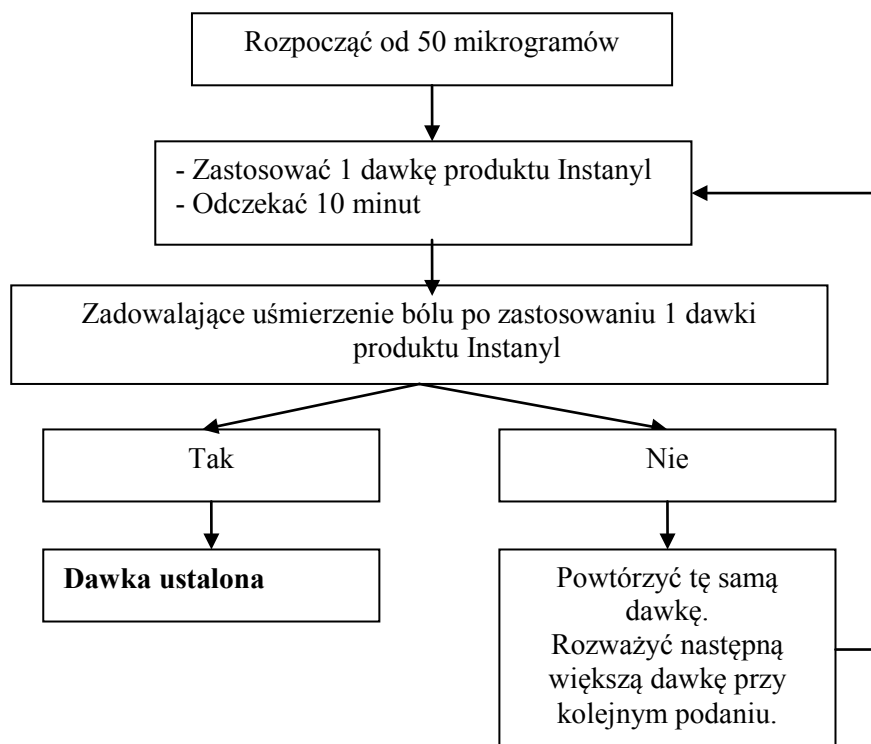 Rozpocząć od 50 mikrogramów
- Zastosować 1 dawkę produktu Instanyl
- Odczekać 10 minut
Zadowalające uśmierzenie bólu po zastosowaniu 1 dawki
produktu Instanyl
Tak
Nie
Dawka ustalona
Powtórzyć tę samą
dawkę.
Rozważyć następną
większą dawkę przy
kolejnym podaniu.